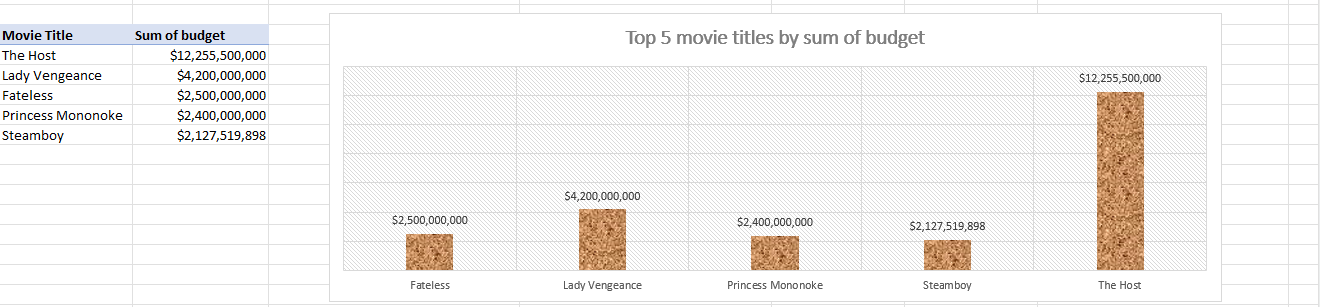 Movie Title Sum of budget
The Host $12,255,500,000
Lady Vengeance $4,200,000,000
Fateless $2,500,000,000
Princess Mononoke $2,400,000,000
Steamboy $2,127,519,898
Top 5 movie titles by sum of budget
$12,255,500,000
$4,200,000,000
$2,500,000,000
$2,400,000,000
$2,127,519,898
Fateless Lady Vengeance Princess Mononoke Steamboy The Host